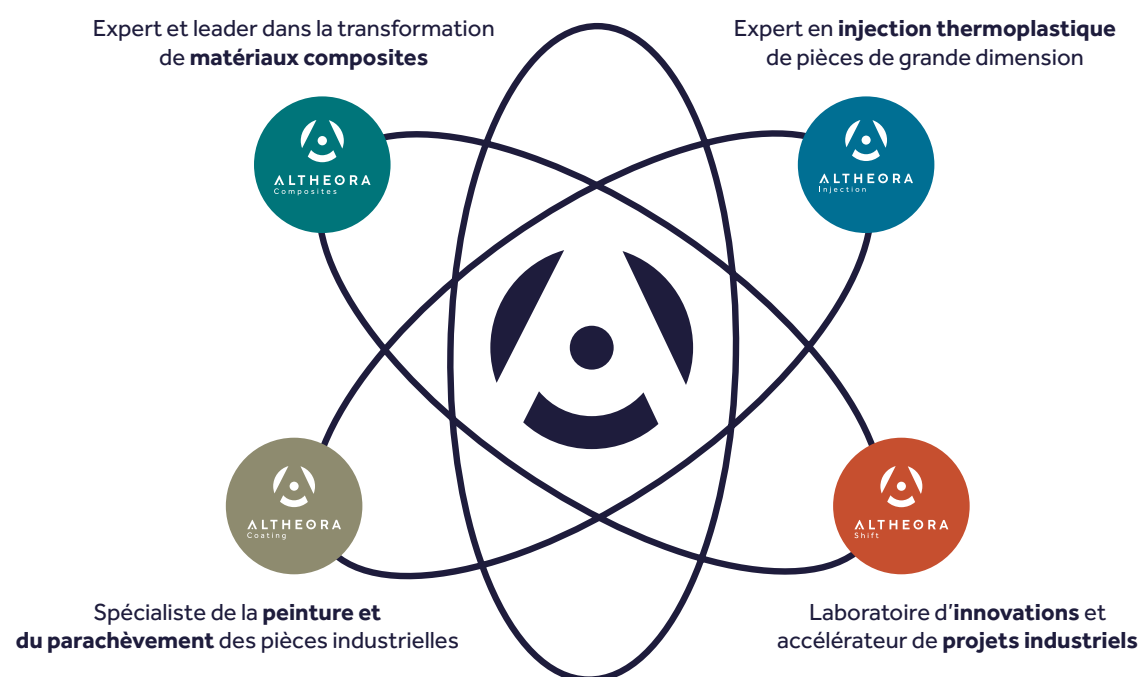 Expert et leader dans la transformation
de matériaux composites
Expert en injection thermoplastique
de pièces de grande dimension
ALTHEORA
Composites
ALTHEORA
Injection
ALTHEORA
Coating
ALTHEORA
Shift
Spécialiste de la peinture et
du parachèvement des pièces industrielles
Laboratoire d’innovations et
accélérateur de projets industriels